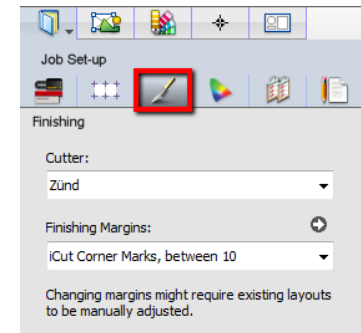 Job Set-up
Finishing
Cutter:
Zünd
Finishing Margins:
iCut Corner Marks, between 10
Changing margins might require existing layouts
to be manually adjusted.